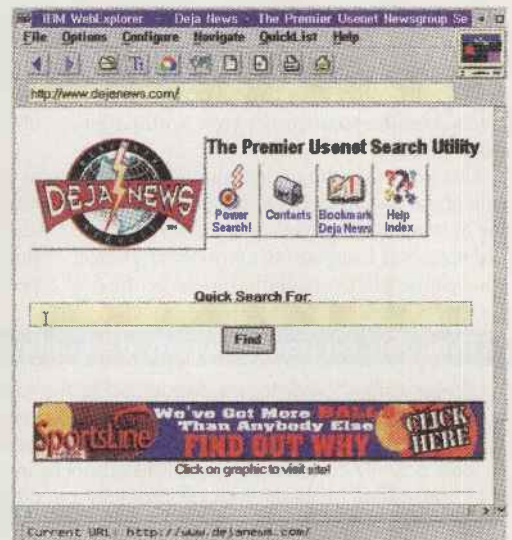 IBM WebExplorer - Deja News - The Premier Usenet Newsgroup Se
File Options Configure Navigate QuickList Help
http://www.dejanews.com/
The Premier Usenet Search Utility
DEJA NEWS
SM
Power Search!
Contacts
Bookmark Deja News
Help Index
Quick Search For:
Find
SportsLine
We've Got More BALLS
Than Anybody Else
FIND OUT WHY
CLICK HERE
Click on graphic to visit site!
Current URL: http://www.dejanews.com/